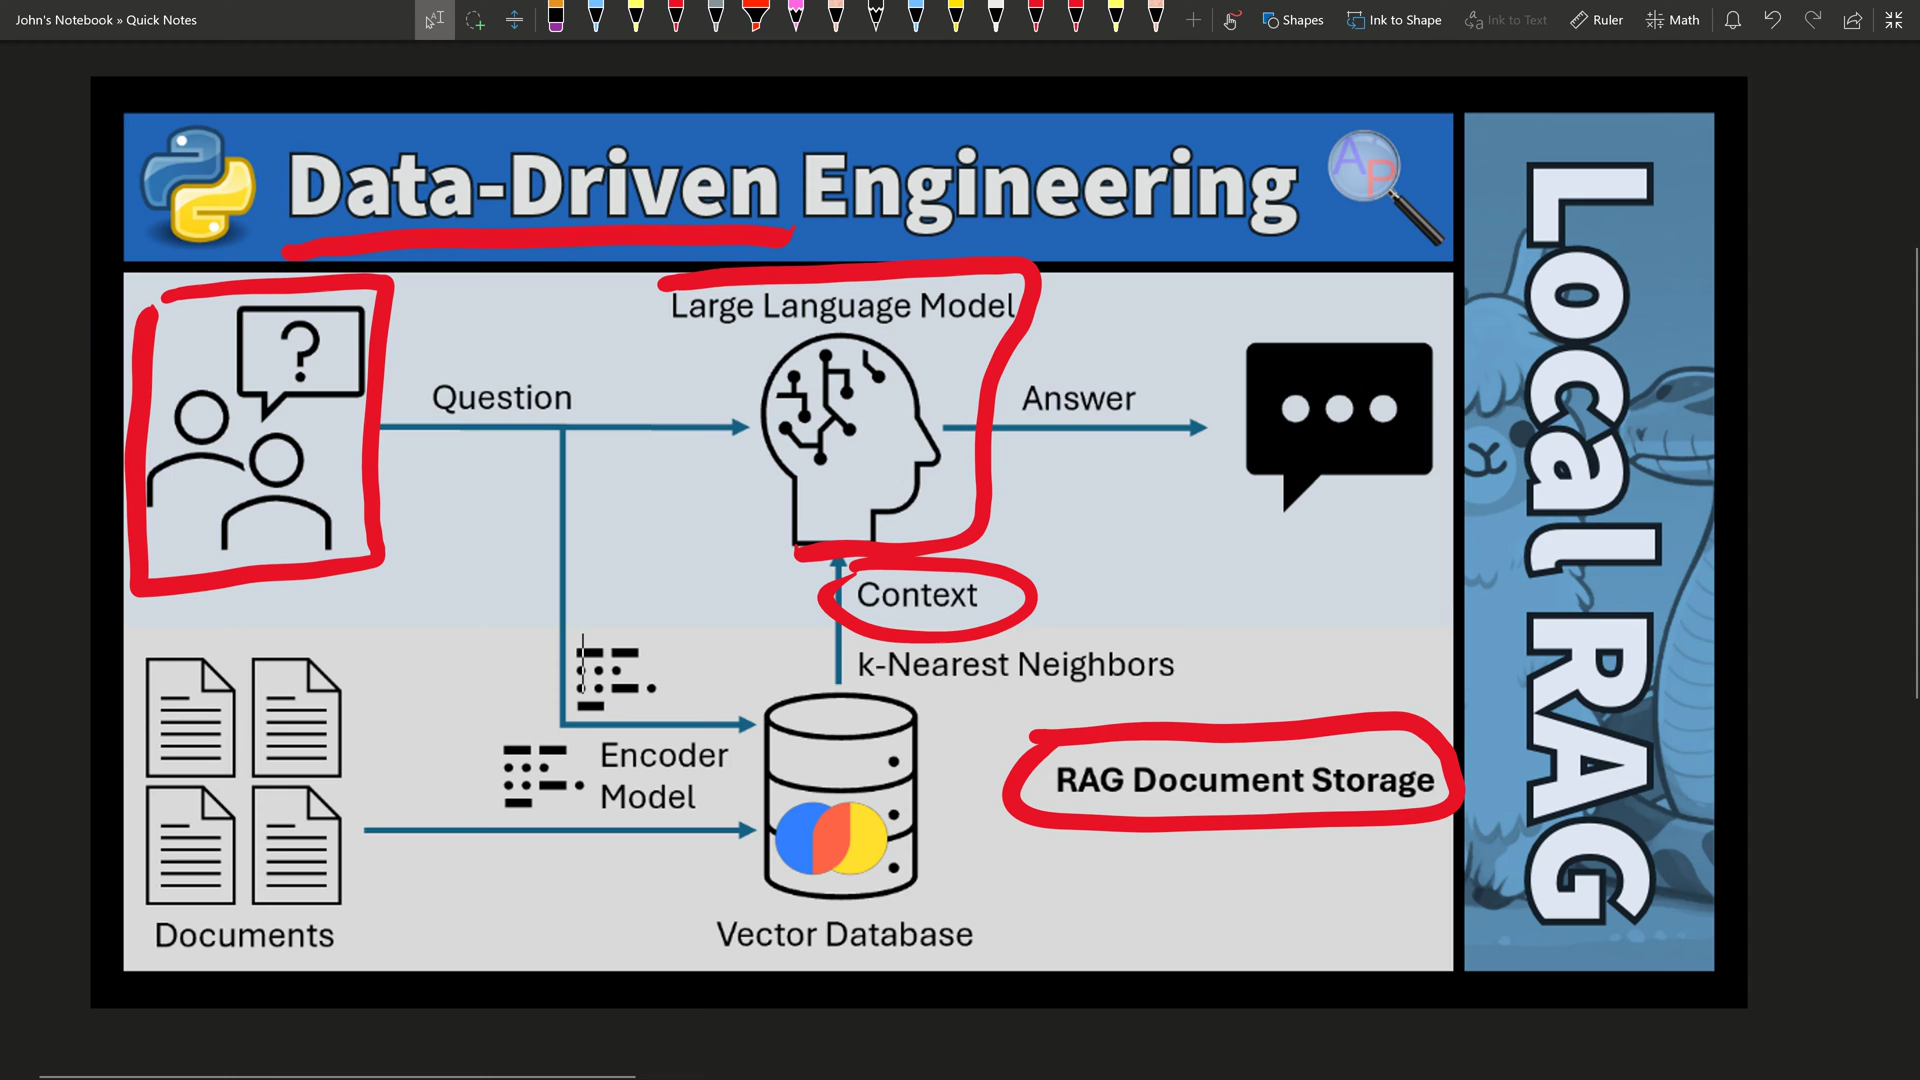 John's Notebook » Quick Notes
Shapes
Ink to Shape
Ink to Text
Ruler
Math
Data-Driven Engineering
AP
Large Language Model
?
Question
Answer
Context
k-Nearest Neighbors
Encoder
Model
RAG Document Storage
Documents
Vector Database
Local RAG